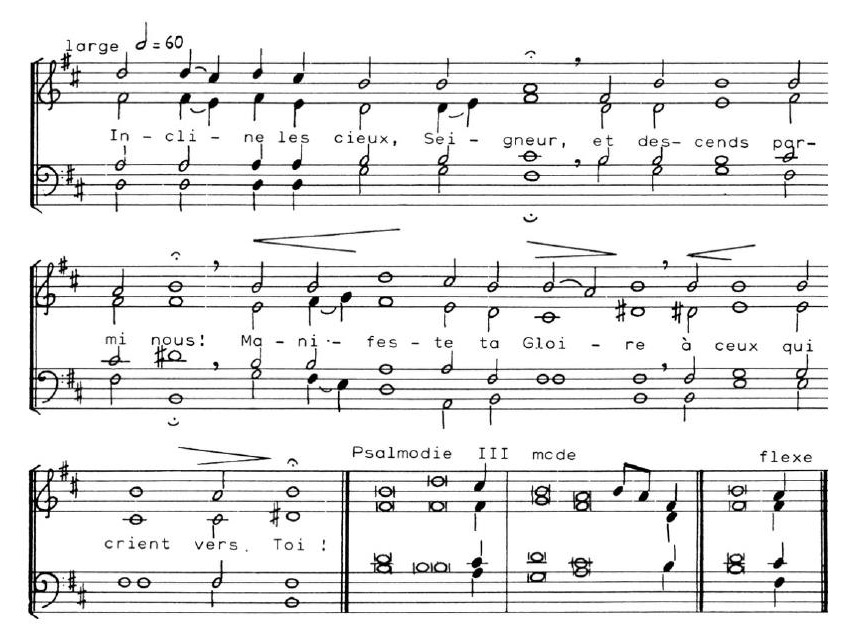 large 𝅗𝅥 = 60
In - cli - ne les cieux, Sei - gneur, et des- cends par-
mi nous! Ma - ni - fes - te ta Gloi - re à ceux qui
Psalmodie III mode flexe
crient vers Toi !